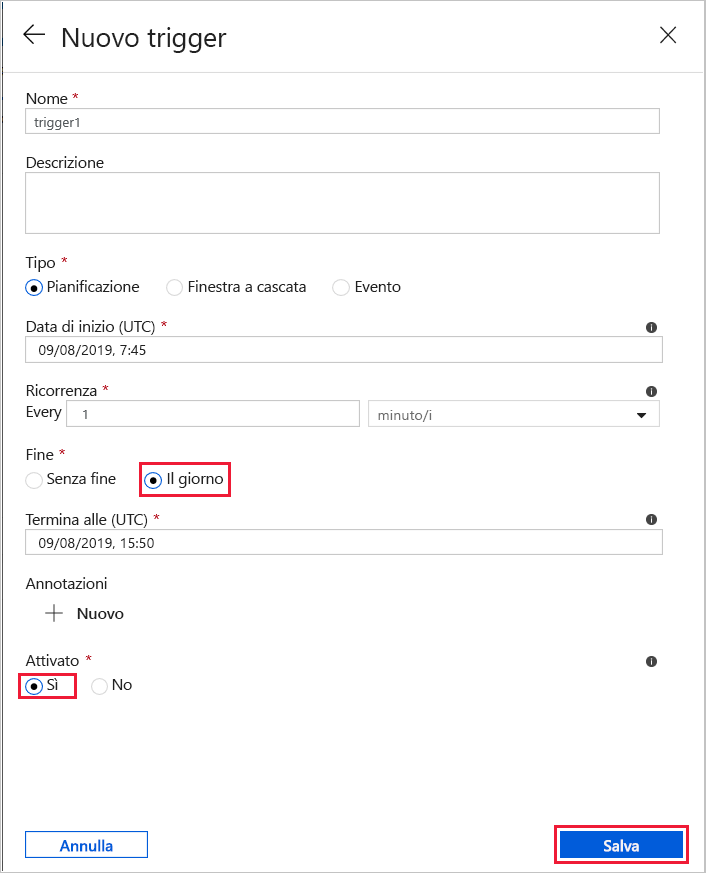 Nuovo trigger
Nome *
trigger1
Descrizione
Tipo *
Pianificazione Finestra a cascata Evento
Data di inizio (UTC) *
09/08/2019, 7:45
Ricorrenza *
Every 1 minuto/i
Fine *
Senza fine Il giorno
Termina alle (UTC) *
09/08/2019, 15:50
Annotazioni
Nuovo
Attivato *
Sì No
Annulla Salva